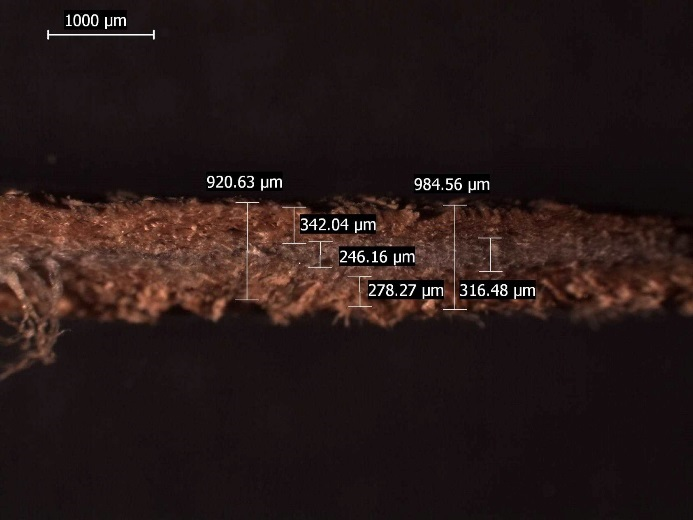 1000 µm
920.63 µm
984.56 µm
342.04 µm
246.16 µm
278.27 µm
316.48 µm